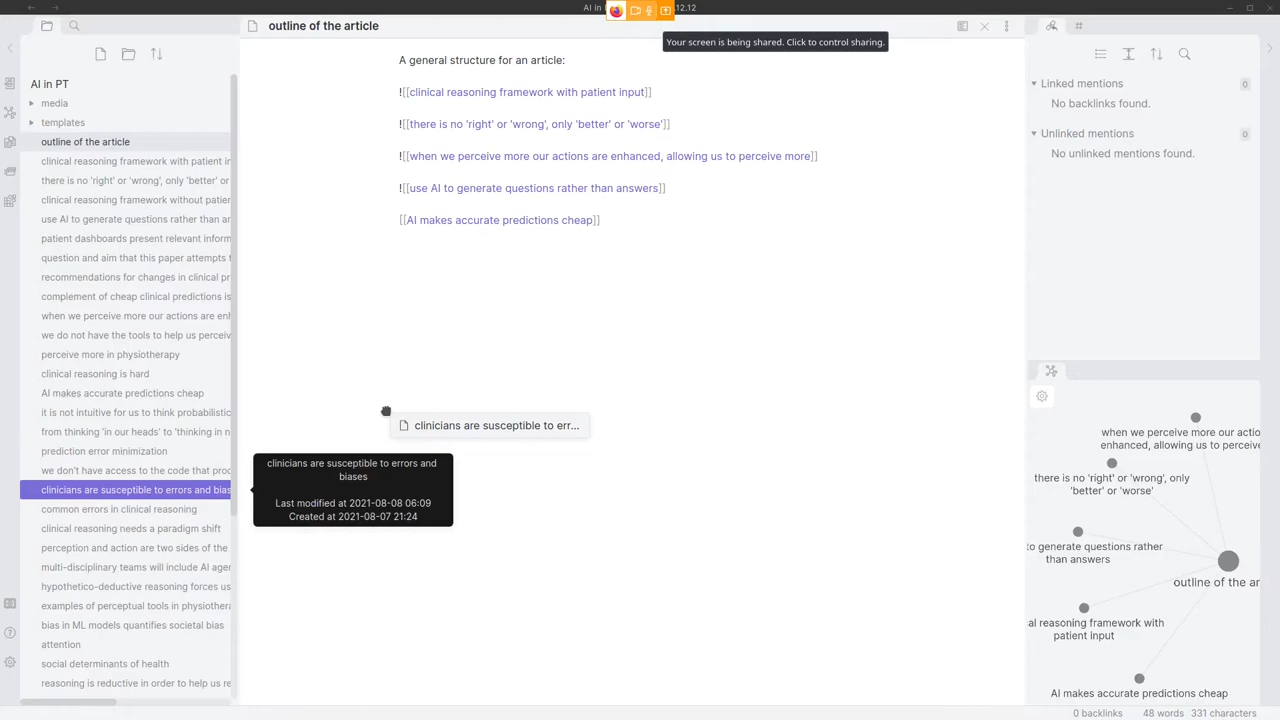 AI in
.12.12
outline of the article
Your screen is being shared. Click to control sharing.
AI in PT
media
templates
outline of the article
clinical reasoning framework with patient in
there is no 'right' or 'wrong', only 'better' or
clinical reasoning framework without patient
use AI to generate questions rather than an
patient dashboards present relevant inform
question and aim that this paper attempts t
recommendations for changes in clinical pr
complement of cheap clinical predictions is
when we perceive more our actions are enh
we do not have the tools to help us perceiv
perceive more in physiotherapy
clinical reasoning is hard
AI makes accurate predictions cheap
it is not intuitive for us to think probabilistic
from thinking 'in our heads' to 'thinking in n
prediction error minimization
we don't have access to the code that proc
clinicians are susceptible to errors and bias
common errors in clinical reasoning
clinical reasoning needs a paradigm shift
perception and action are two sides of the
multi-disciplinary teams will include AI agen
hypothetico-deductive reasoning forces us
examples of perceptual tools in physiothera
bias in ML models quantifies societal bias
attention
social determinants of health
reasoning is reductive in order to help us re
A general structure for an article:
![[clinical reasoning framework with patient input]]
![[there is no 'right' or 'wrong', only 'better' or 'worse']]
![[when we perceive more our actions are enhanced, allowing us to perceive more]]
![[use AI to generate questions rather than answers]]
[[AI makes accurate predictions cheap]]
clinicians are susceptible to err...
clinicians are susceptible to errors and
biases
Last modified at 2021-08-08 06:09
Created at 2021-08-07 21:24
Linked mentions
0
No backlinks found.
Unlinked mentions
0
No unlinked mentions found.
when we perceive more our actio
enhanced, allowing us to perceive
there is no 'right' or 'wrong', only
'better' or 'worse'
to generate questions rather
than answers
outline of the ar
al reasoning framework with
patient input
AI makes accurate predictions cheap
0 backlinks
48 words
331 characters